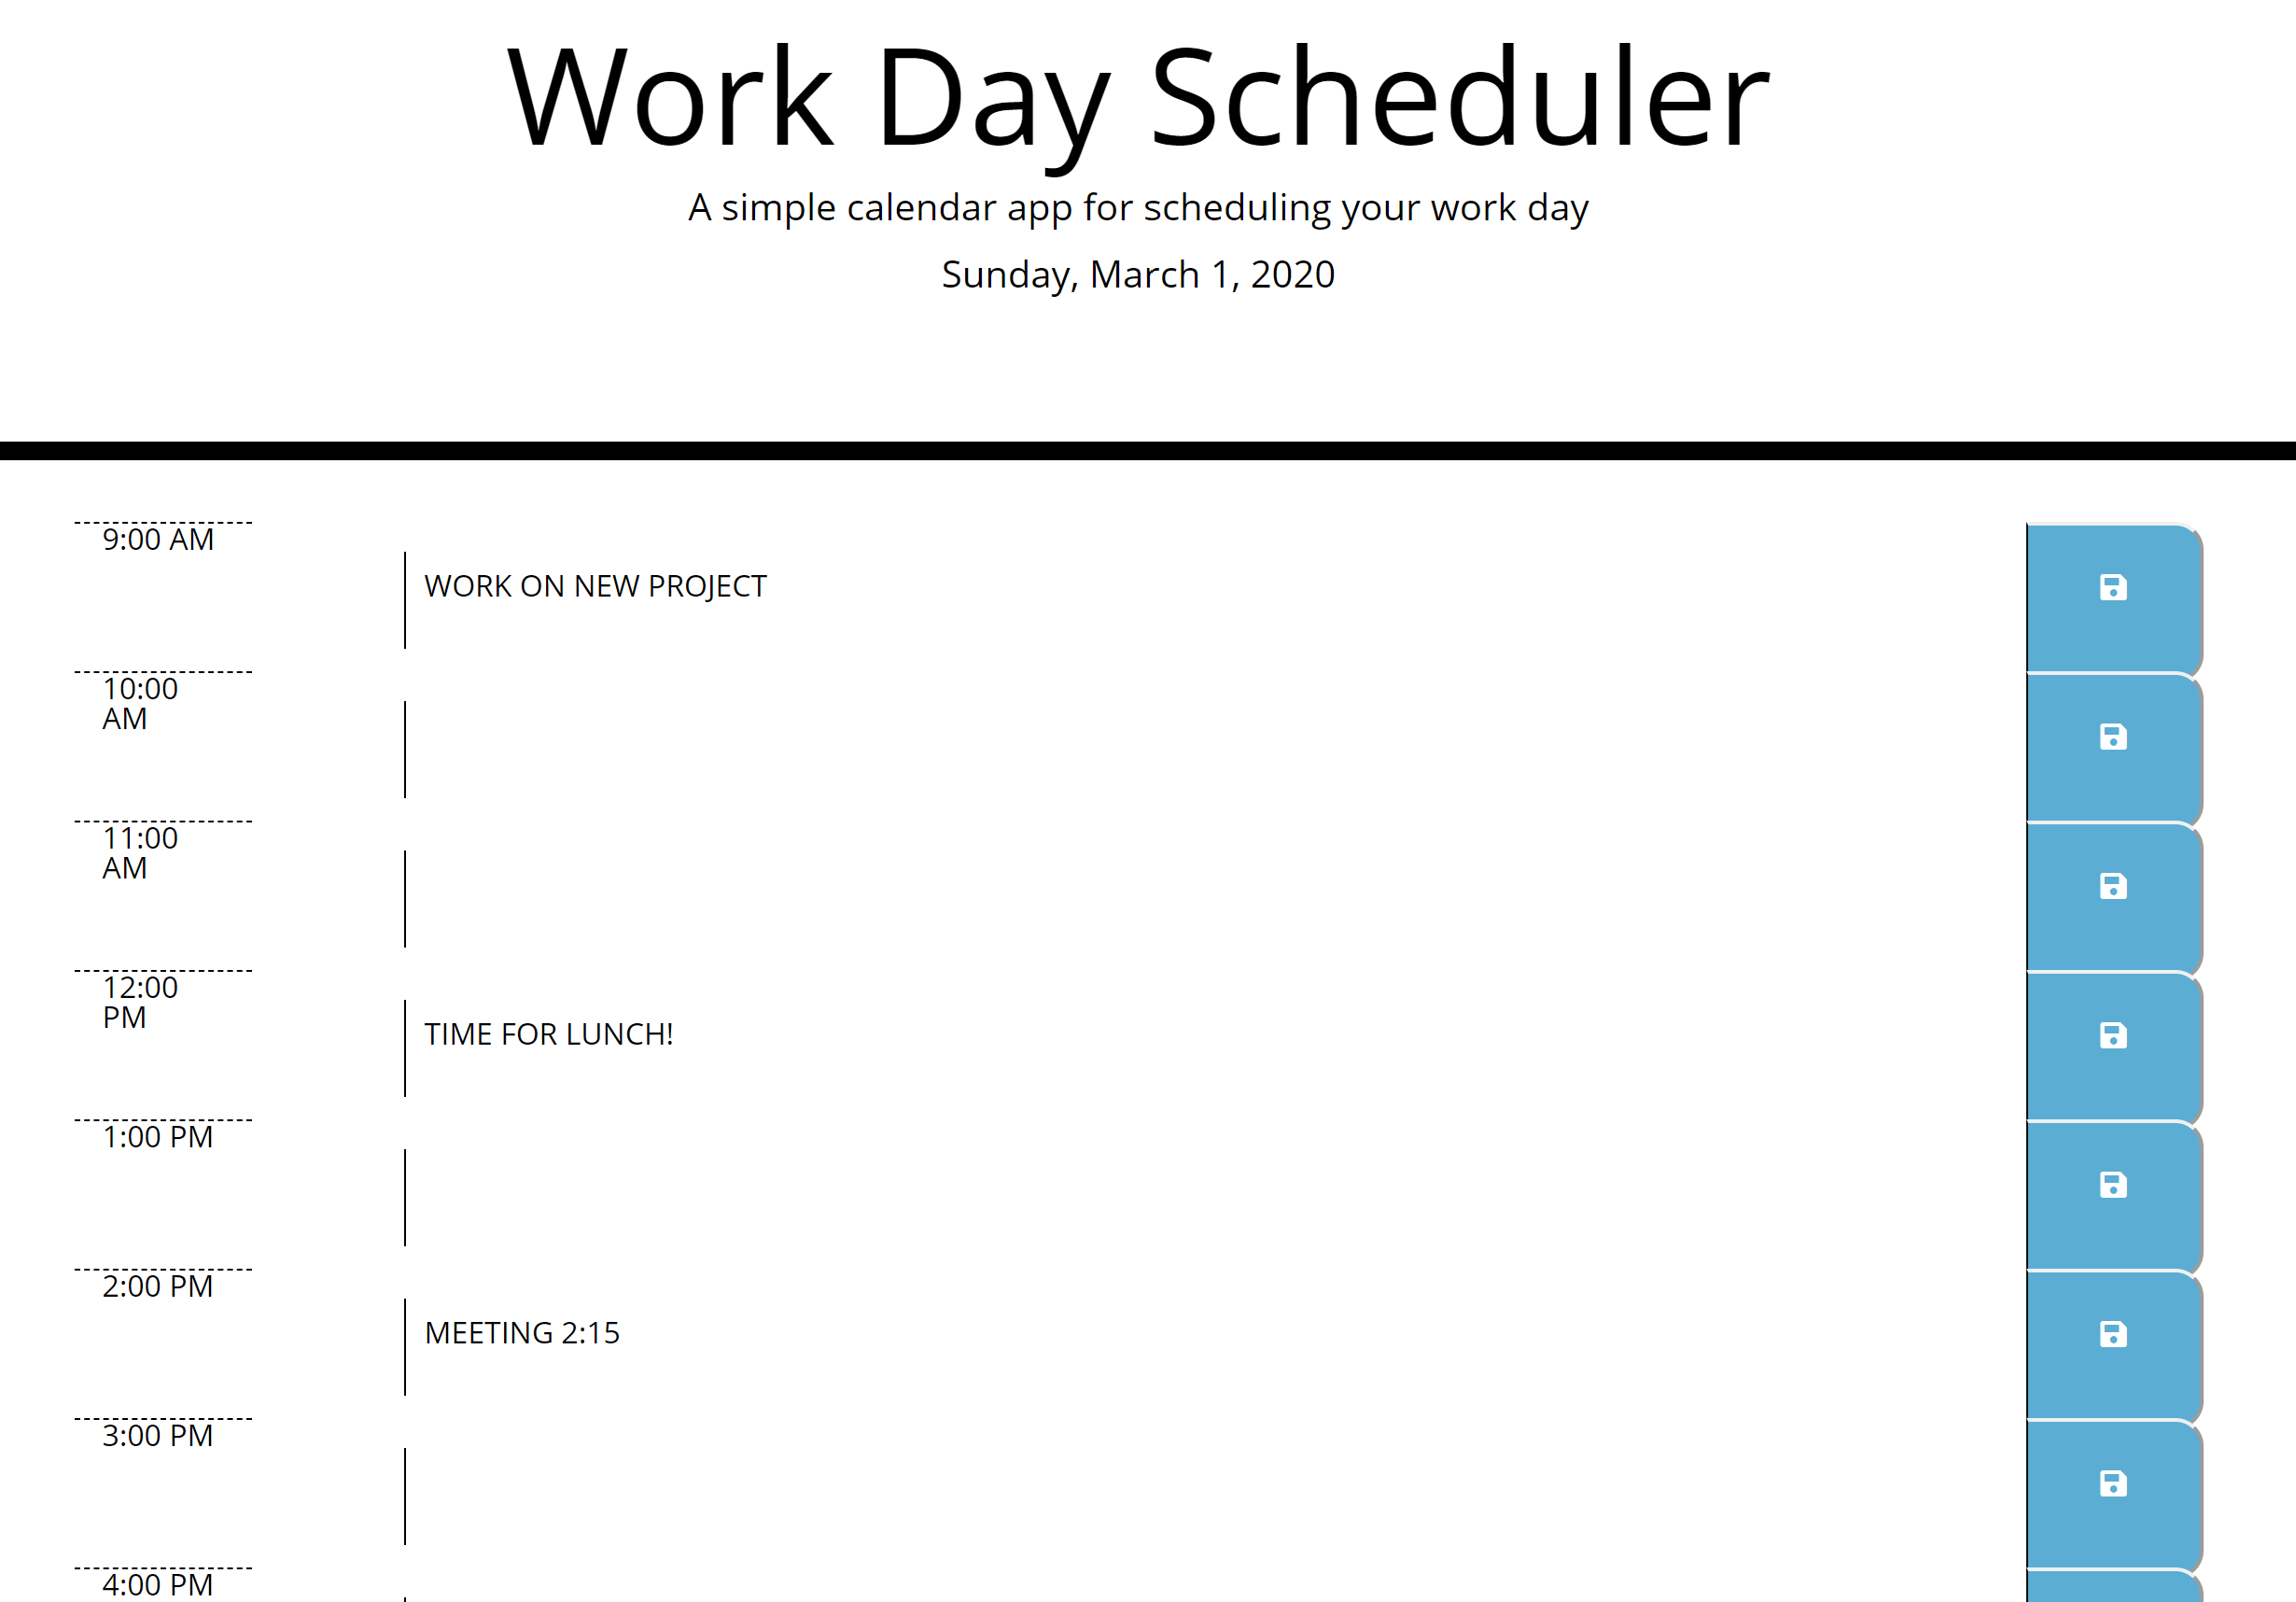 Work Day Scheduler
A simple calendar app for scheduling your work day
Sunday, March 1, 2020
9:00 AM
WORK ON NEW PROJECT
10:00
AM
11:00
AM
12:00
PM
TIME FOR LUNCH!
1:00 PM
2:00 PM
MEETING 2:15
3:00 PM
4:00 PM